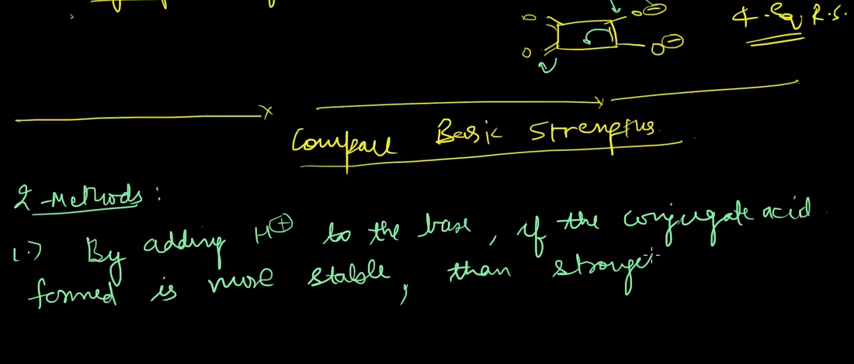 O O⊖
O O⊖
4. Eq R.S.
Compare Basic Strengths
2-Methods:
1.) By adding H⊕ to the base, if the conjugate acid
formed is more stable, than stronge